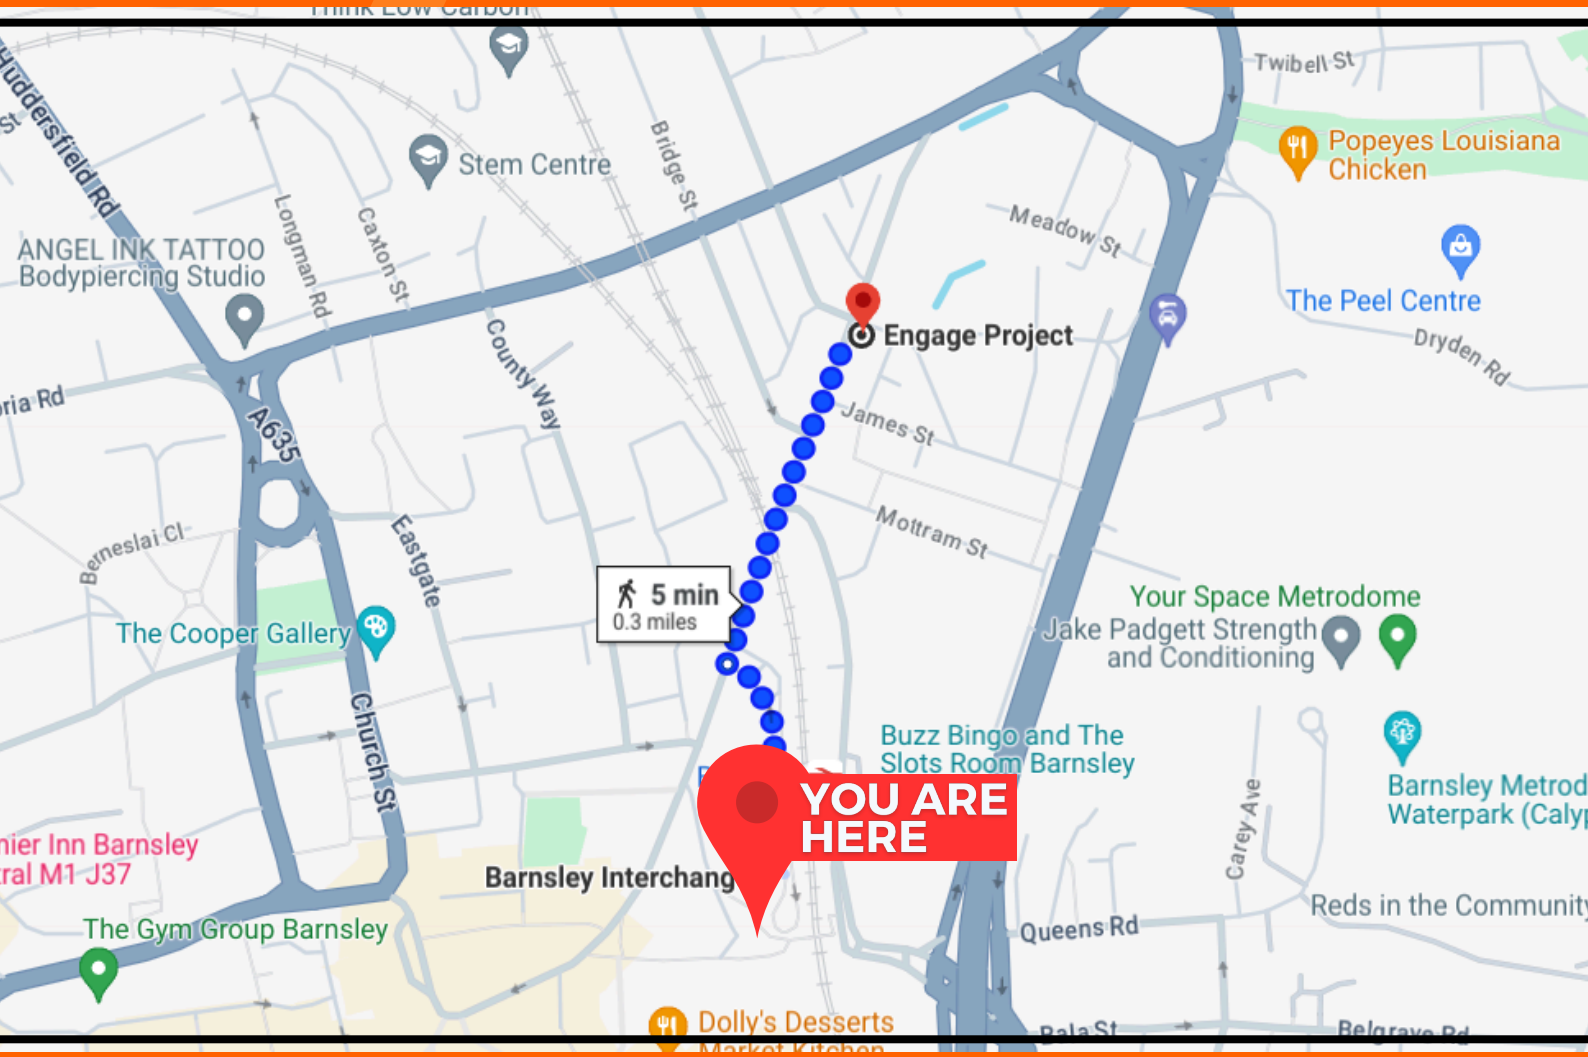 Think Low Carbon
Twibell St
Huddersfield Rd
St
Bridge St
Popeyes Louisiana
Chicken
Stem Centre
Longman Rd
Caxton St
Meadow St
ANGEL INK TATTOO
Bodypiercing Studio
The Peel Centre
County Way
Engage Project
Dryden Rd
oria Rd
A635
James St
Berneslai Cl
Eastgate
Mottram St
5 min
0.3 miles
Your Space Metrodome
Jake Padgett Strength
and Conditioning
The Cooper Gallery
Church St
Buzz Bingo and The
Slots Room Barnsley
Barnsley Metrod
Waterpark (Calyp
YOU ARE
HERE
Carey Ave
mier Inn Barnsley
tral M1 J37
Barnsley Interchang
Reds in the Community
The Gym Group Barnsley
Queens Rd
Dolly's Desserts
Market Kitchen
Bala St
Belgrave Rd